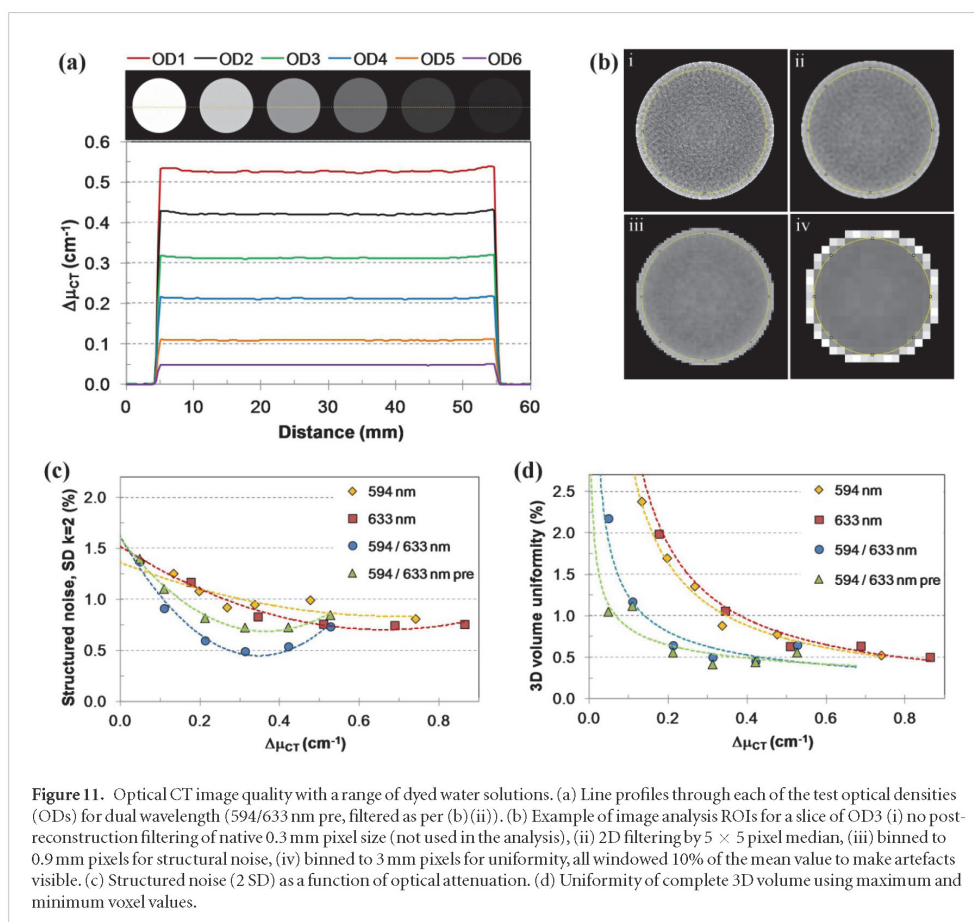 (a)
OD1 OD2 OD3 OD4 OD5 OD6
0.6
0.5
0.4
0.3
0.2
0.1
0.0
ΔμCT (cm⁻¹)
0 10 20 30 40 50 60
Distance (mm)
(b)
i
ii
iii
iv
(c)
2.0
1.5
1.0
0.5
0.0
Structured noise, SD k=2 (%)
594 nm
633 nm
594 / 633 nm
594 / 633 nm pre
0.0 0.2 0.4 0.6 0.8
ΔμCT (cm⁻¹)
(d)
2.5
2.0
1.5
1.0
0.5
0.0
3D volume uniformity (%)
594 nm
633 nm
594 / 633 nm
594 / 633 nm pre
0.0 0.2 0.4 0.6 0.8
ΔμCT (cm⁻¹)
Figure 11. Optical CT image quality with a range of dyed water solutions. (a) Line profiles through each of the test optical densities
(ODs) for dual wavelength (594/633 nm pre, filtered as per (b)(ii)). (b) Example of image analysis ROIs for a slice of OD3 (i) no post-
reconstruction filtering of native 0.3 mm pixel size (not used in the analysis), (ii) 2D filtering by 5 × 5 pixel median, (iii) binned to
0.9 mm pixels for structural noise, (iv) binned to 3 mm pixels for uniformity, all windowed 10% of the mean value to make artefacts
visible. (c) Structured noise (2 SD) as a function of optical attenuation. (d) Uniformity of complete 3D volume using maximum and
minimum voxel values.